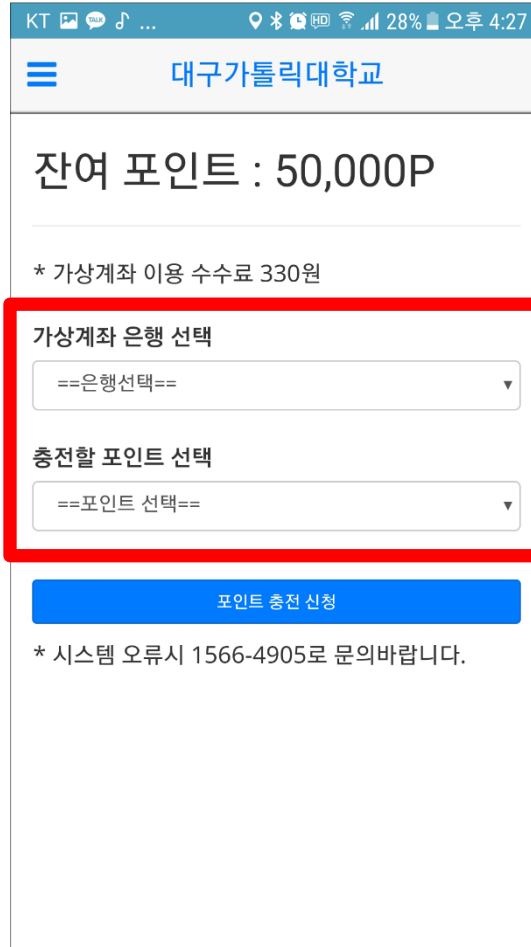 KT TALK ... HD 28% 오후 4:27
대구가톨릭대학교
잔여 포인트 : 50,000P
* 가상계좌 이용 수수료 330원
가상계좌 은행 선택
==은행선택==
충전할 포인트 선택
==포인트 선택==
포인트 충전 신청
* 시스템 오류시 1566-4905로 문의바랍니다.